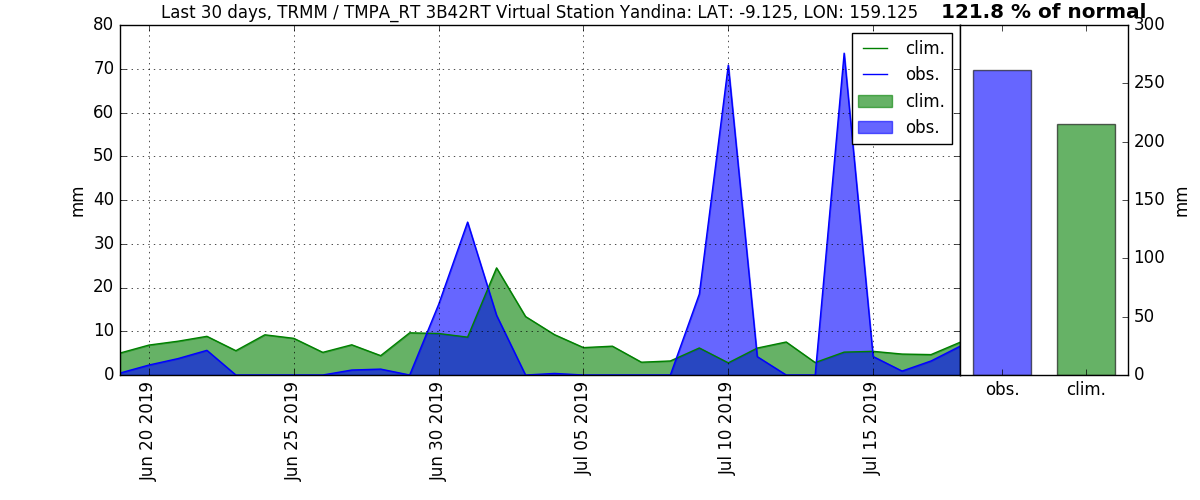 Last 30 days, TRMM / TMPA_RT 3B42RT Virtual Station Yandina: LAT: -9.125, LON: 159.125
121.8 % of normal
80
70
60
50
40
30
20
10
0
mm
clim.
obs.
clim.
obs.
300
250
200
150
100
50
0
mm
Jun 20 2019
Jun 25 2019
Jun 30 2019
Jul 05 2019
Jul 10 2019
Jul 15 2019
obs.
clim.